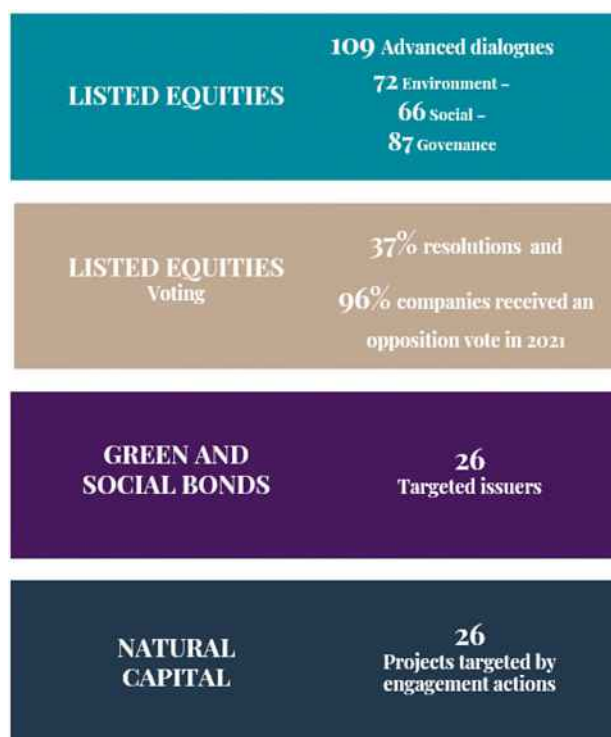 LISTED EQUITIES
109 Advanced dialogues
72 Environment –
66 Social –
87 Govenance
LISTED EQUITIES
Voting
37% resolutions and
96% companies received an
opposition vote in 2021
GREEN AND
SOCIAL BONDS
26
Targeted issuers
NATURAL
CAPITAL
26
Projects targeted by
engagement actions